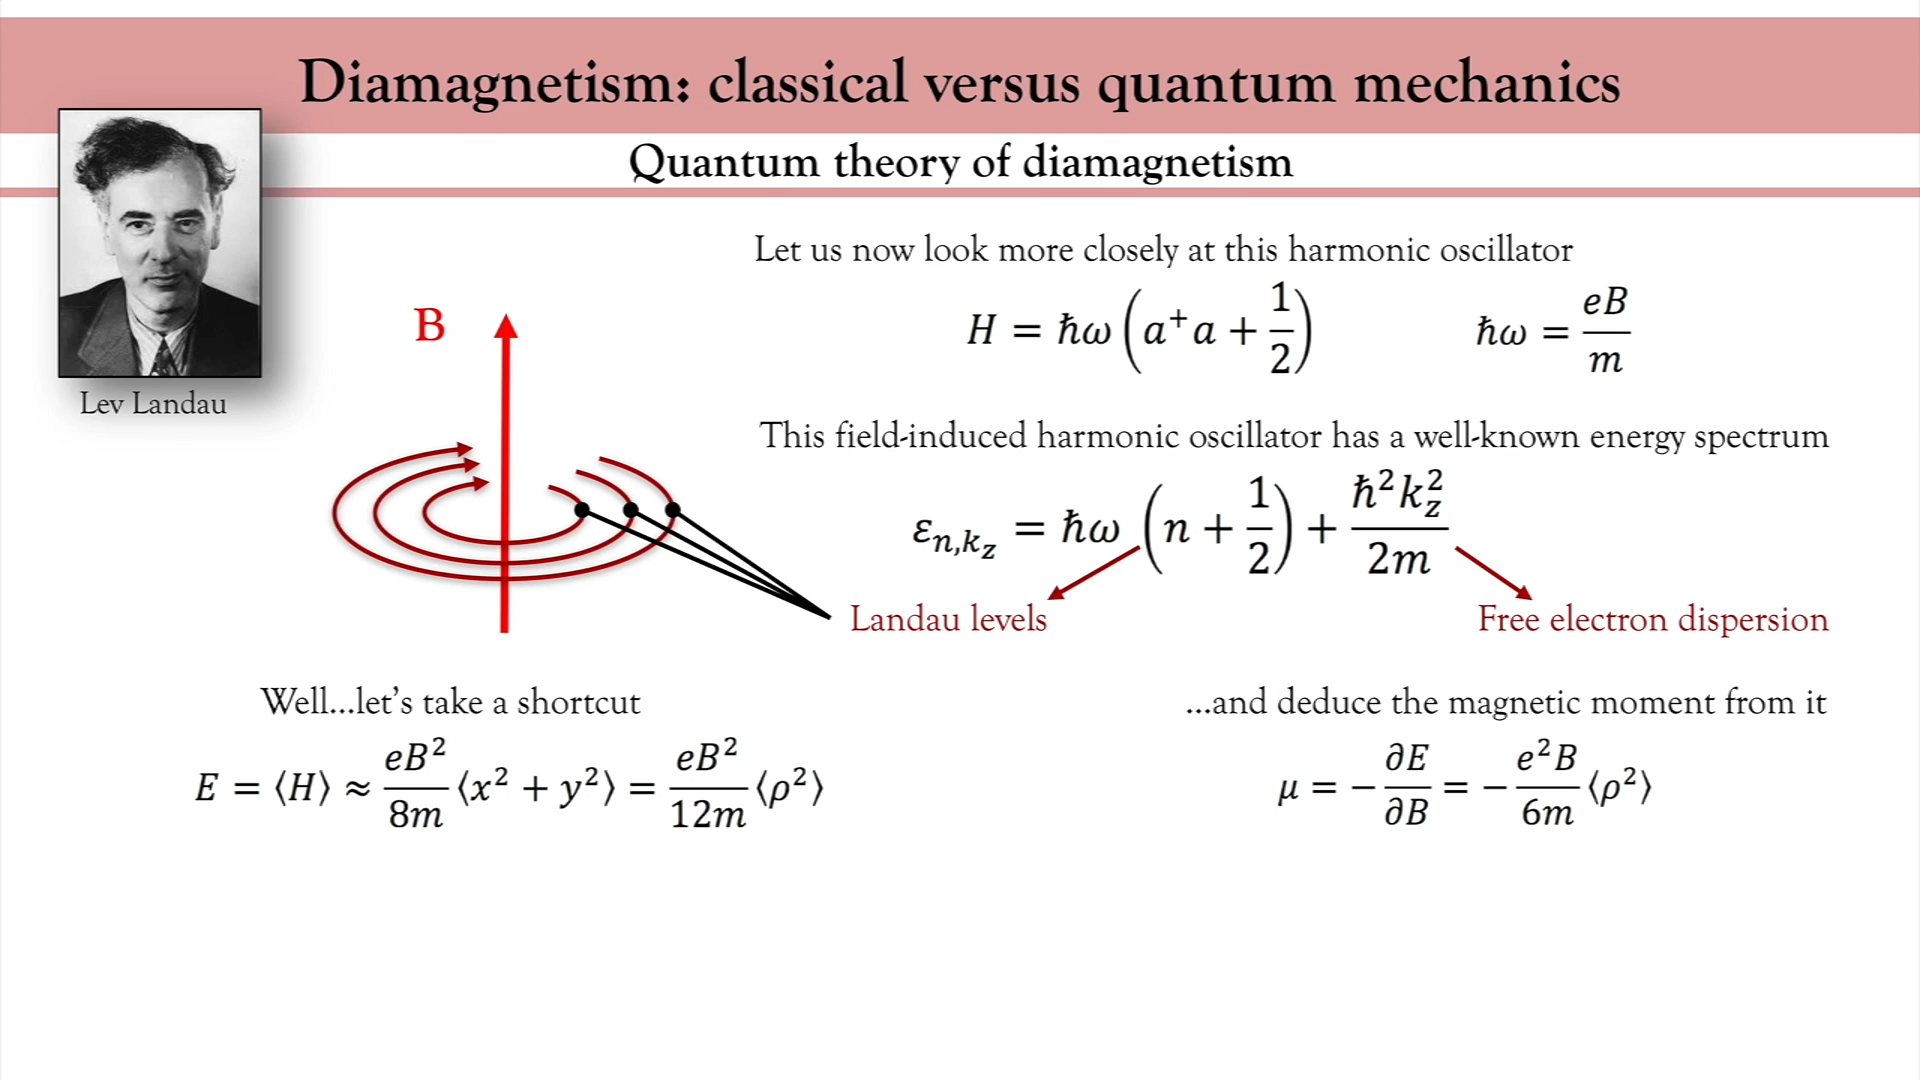 Diamagnetism: classical versus quantum mechanics
Quantum theory of diamagnetism
Lev Landau
B
Let us now look more closely at this harmonic oscillator
H = ℏω (a⁺a + 1/2)
ℏω = eB/m
This field-induced harmonic oscillator has a well-known energy spectrum
ε_{n,k_z} = ℏω (n + 1/2) + ℏ²k_z²/2m
Landau levels
Free electron dispersion
Well...let's take a shortcut
E = ⟨H⟩ ≈ eB²/8m ⟨x² + y²⟩ = eB²/12m ⟨ρ²⟩
...and deduce the magnetic moment from it
μ = −∂E/∂B = −e²B/6m ⟨ρ²⟩